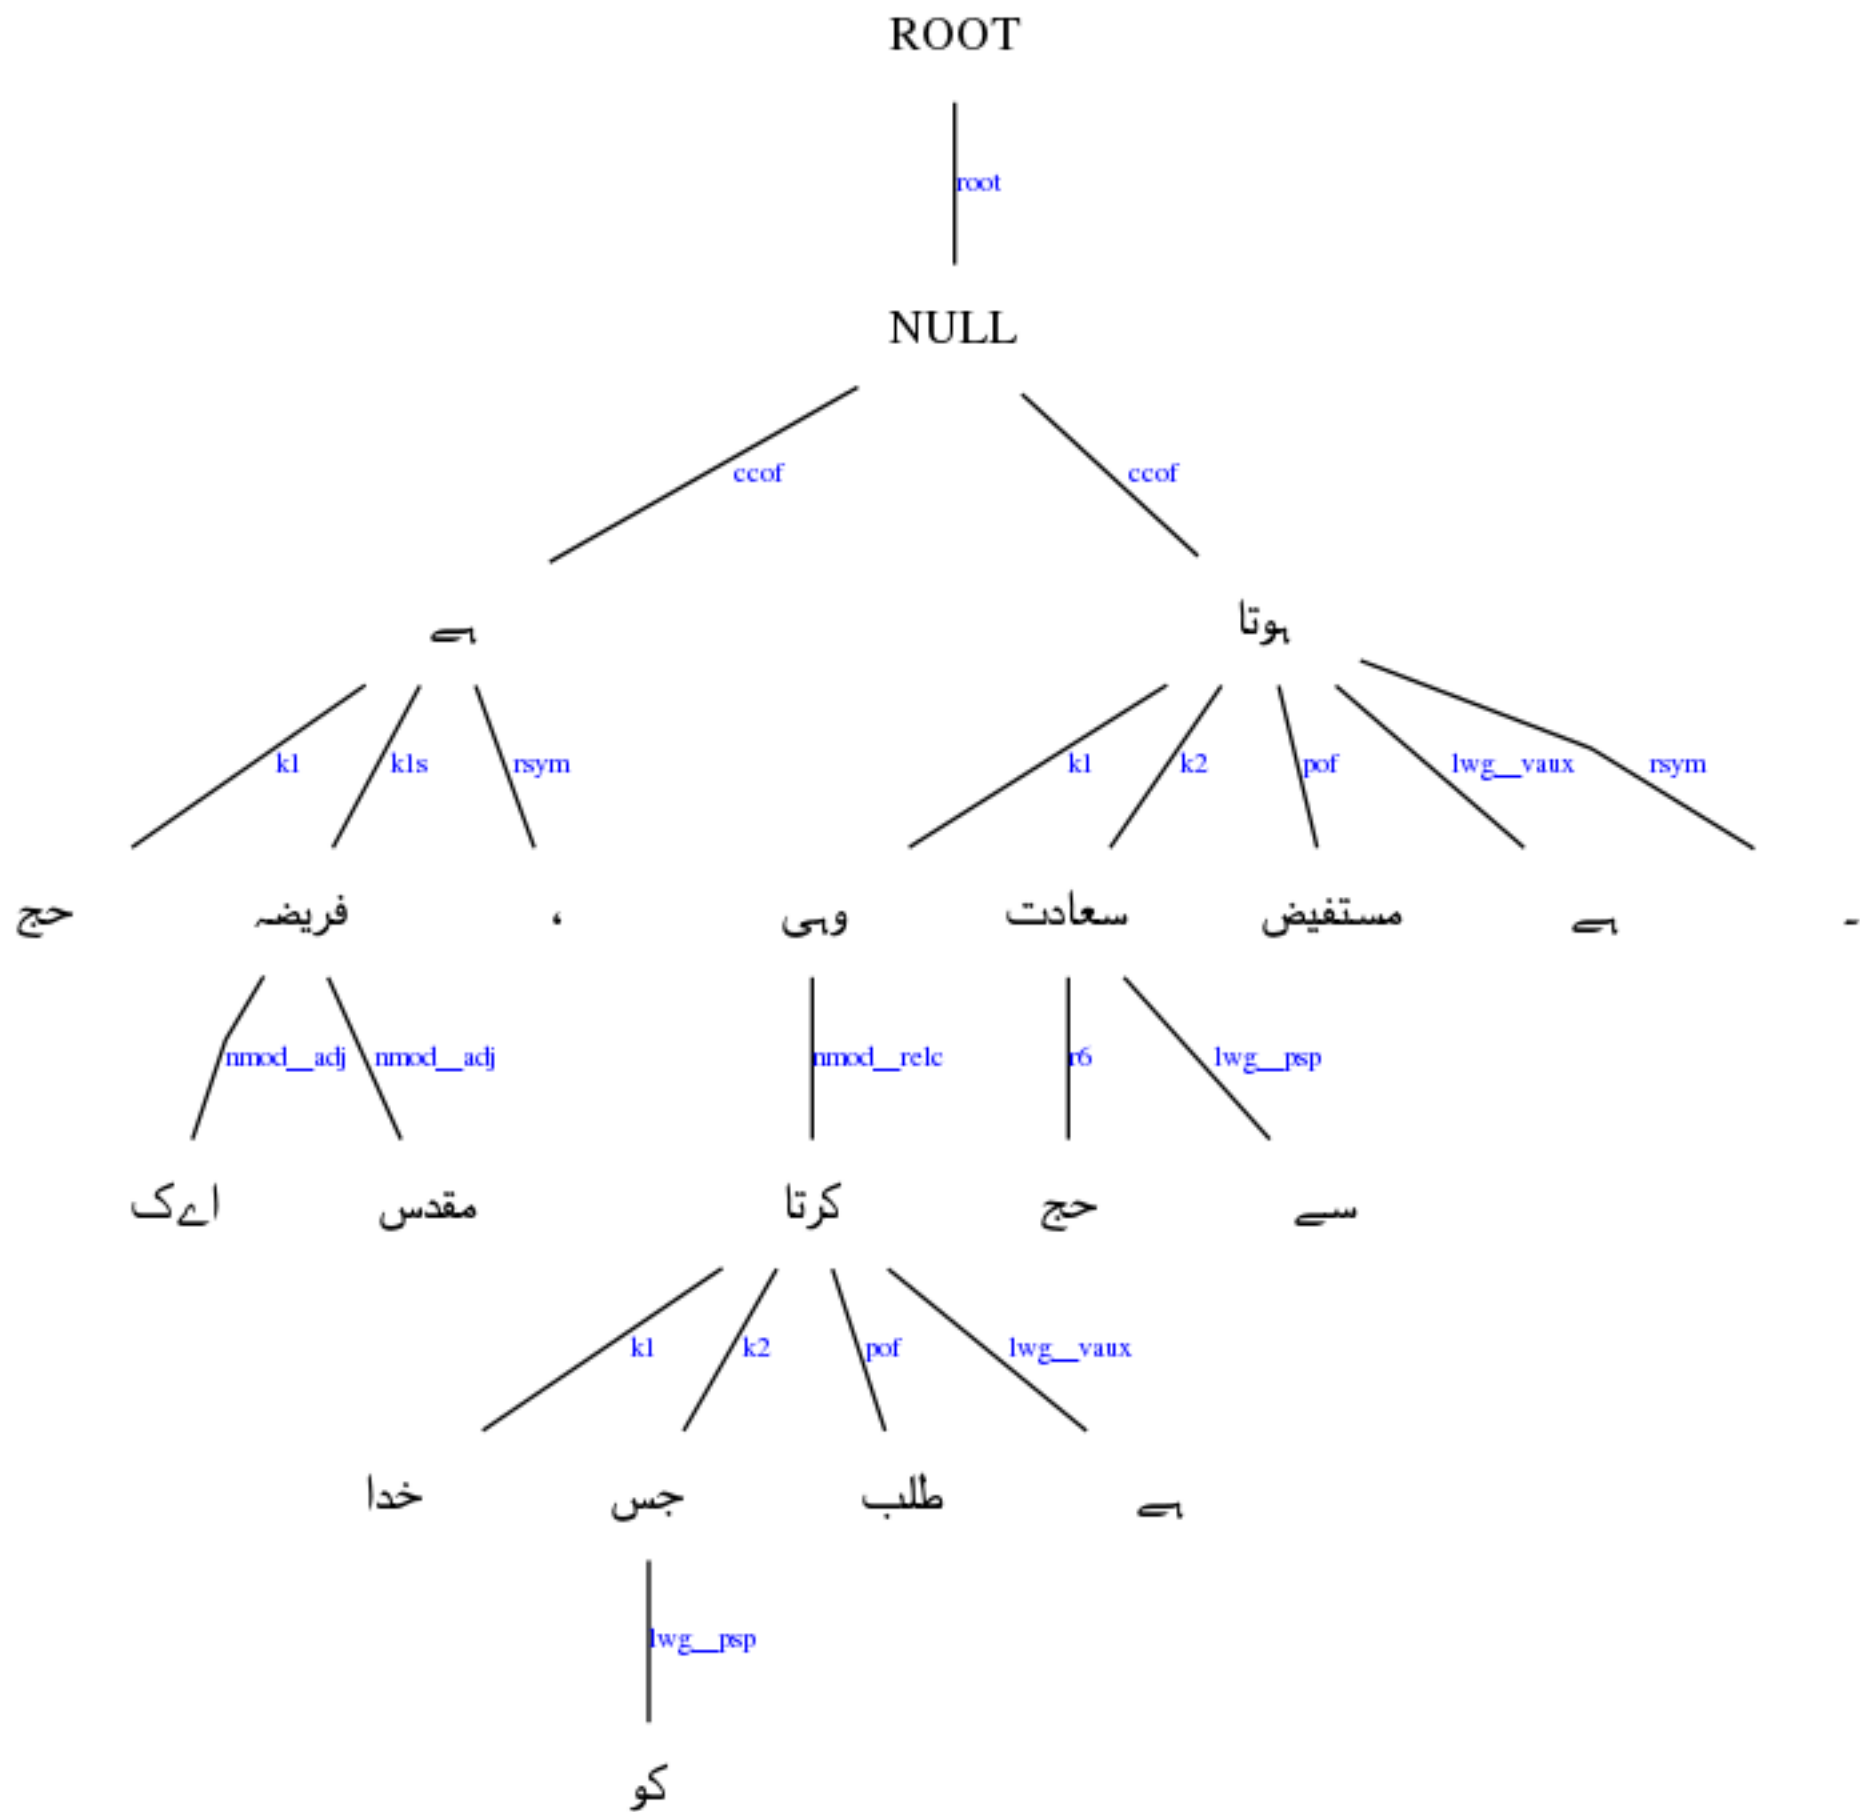 ROOT
root
NULL
ccof ccof
ہے ہوتا
k1 k1s rsym k1 k2 pof lwg__vaux rsym
حج فریضہ ، وہی سعادت مستفیض ہے ۔
nmod__adj nmod__adj nmod__relc r6 lwg__psp
اےک مقدس کرتا حج سے
k1 k2 pof lwg__vaux
خدا جس طلب ہے
lwg__psp
کو